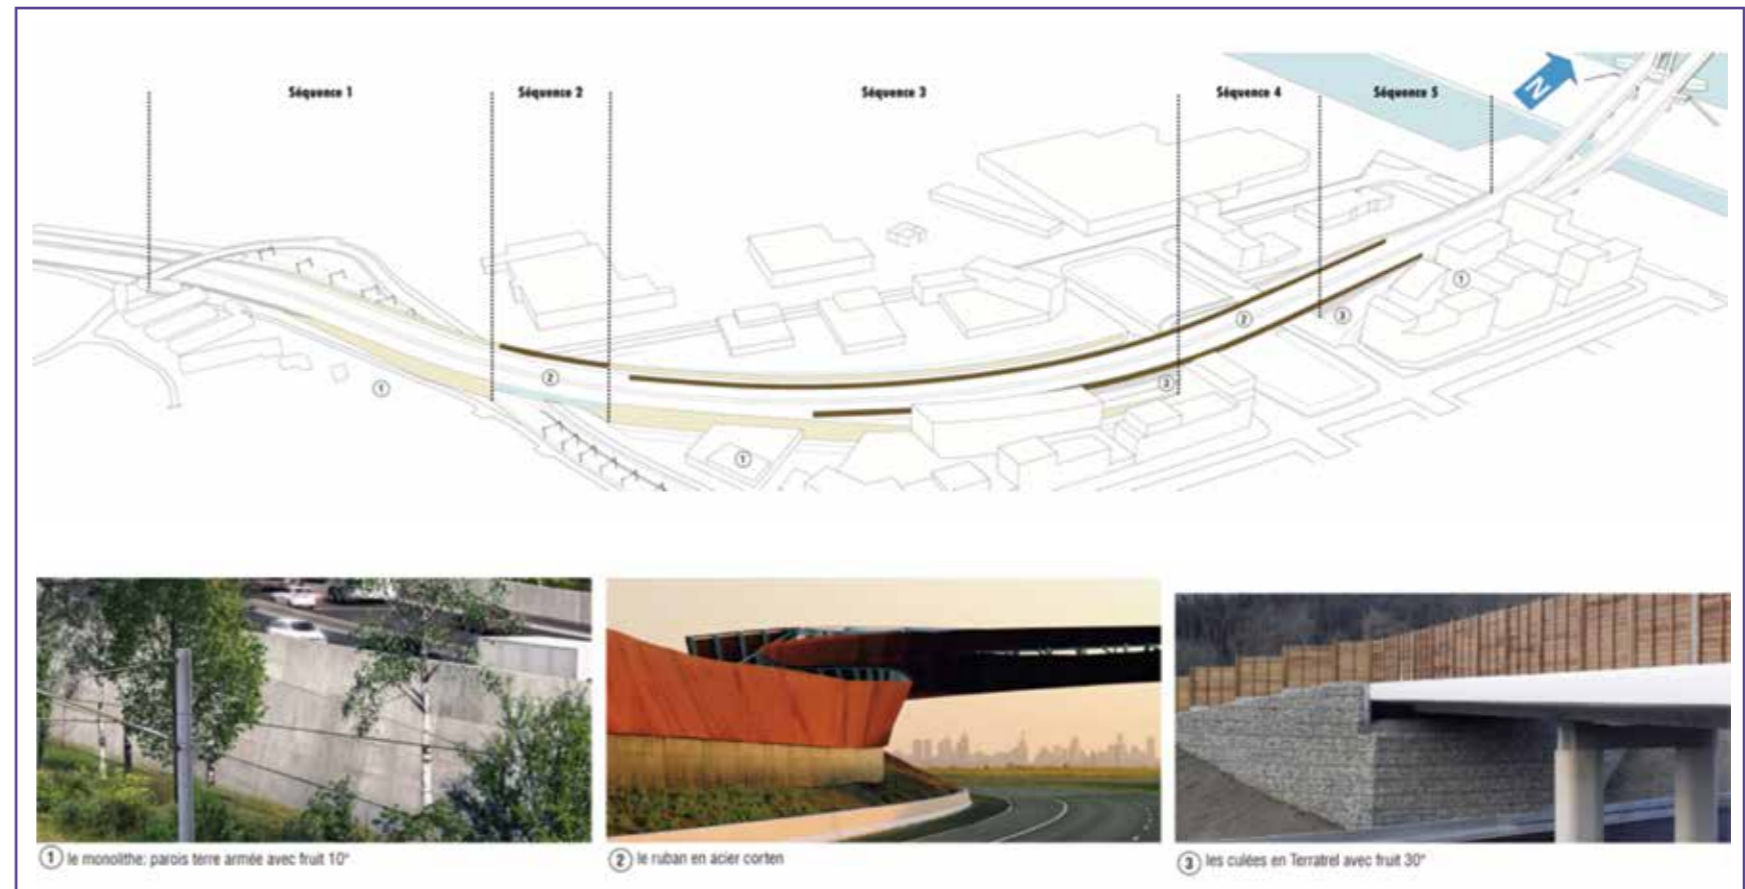 Séquence 1
Séquence 2
Séquence 3
Séquence 4
Séquence 5
N
1
2
1
3
2
3
1
1 le monolithe: parois terre armée avec fruit 10°
2 le ruban en acier corten
3 les culées en Terratrel avec fruit 30°